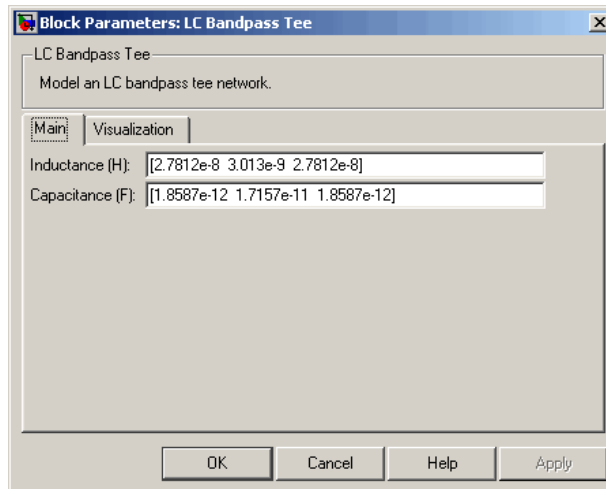 Block Parameters: LC Bandpass Tee
LC Bandpass Tee
Model an LC bandpass tee network.
Main Visualization
Inductance (H): [2.7812e-8 3.013e-9 2.7812e-8]
Capacitance (F): [1.8587e-12 1.7157e-11 1.8587e-12]
OK Cancel Help Apply